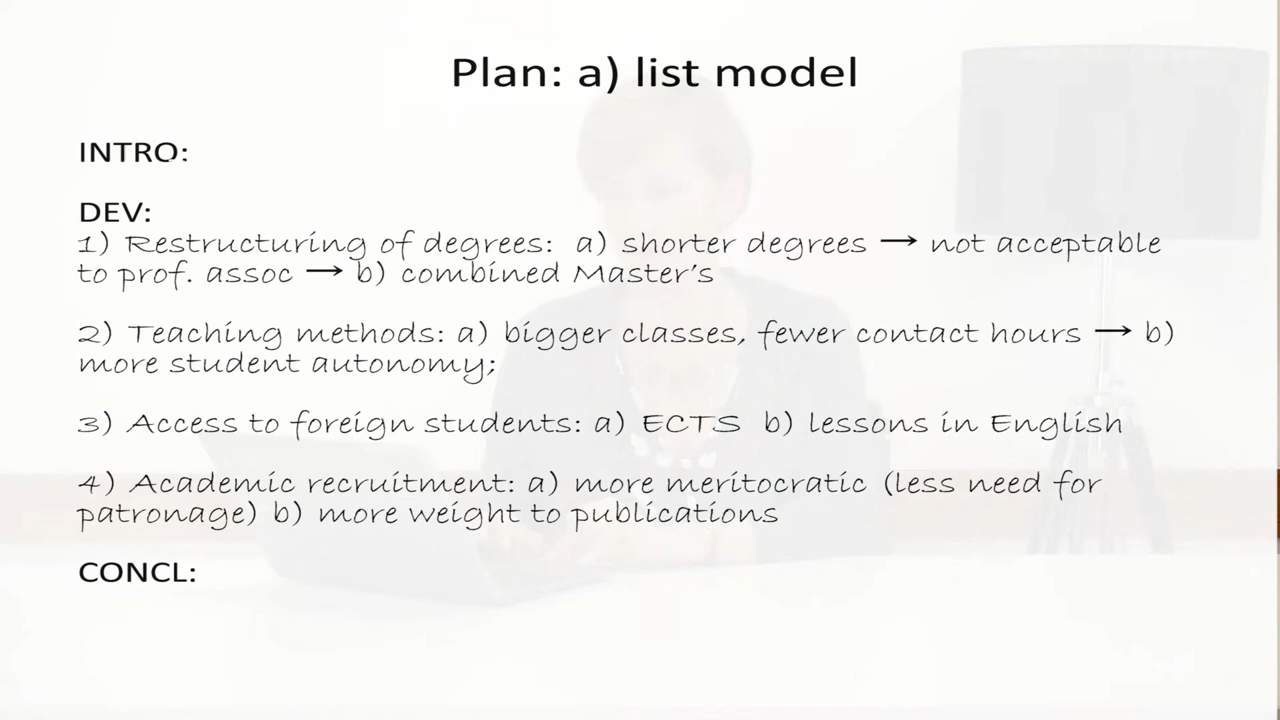 Plan: a) list model
INTRO:
DEV:
1) Restructuring of degrees: a) shorter degrees → not acceptable
to prof. assoc → b) combined Master's
2) Teaching methods: a) bigger classes, fewer contact hours → b)
more student autonomy;
3) Access to foreign students: a) ECTS b) lessons in English
4) Academic recruitment: a) more meritocratic (less need for
patronage) b) more weight to publications
CONCL: